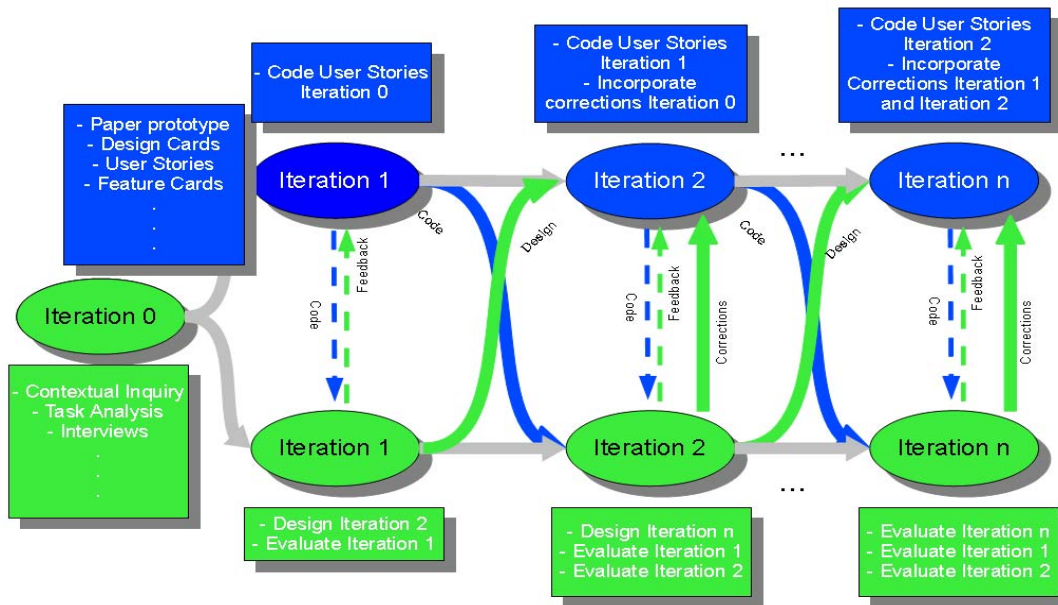 - Code User Stories
Iteration 0
- Code User Stories
Iteration 1
- Incorporate
corrections Iteration 0
- Code User Stories
Iteration 2
- Incorporate
Corrections Iteration 1
and Iteration 2
- Paper prototype
- Design Cards
- User Stories
- Feature Cards
.
.
.
Iteration 1
Iteration 2
...
Iteration n
Code
Design
Code
Design
Code
Feedback
Code
Feedback
Corrections
Code
Feedback
Corrections
Iteration 0
- Contextual Inquiry
- Task Analysis
- Interviews
.
.
.
Iteration 1
Iteration 2
...
Iteration n
- Design Iteration 2
- Evaluate Iteration 1
- Design Iteration n
- Evaluate Iteration 1
- Evaluate Iteration 2
- Evaluate Iteration n
- Evaluate Iteration 1
- Evaluate Iteration 2